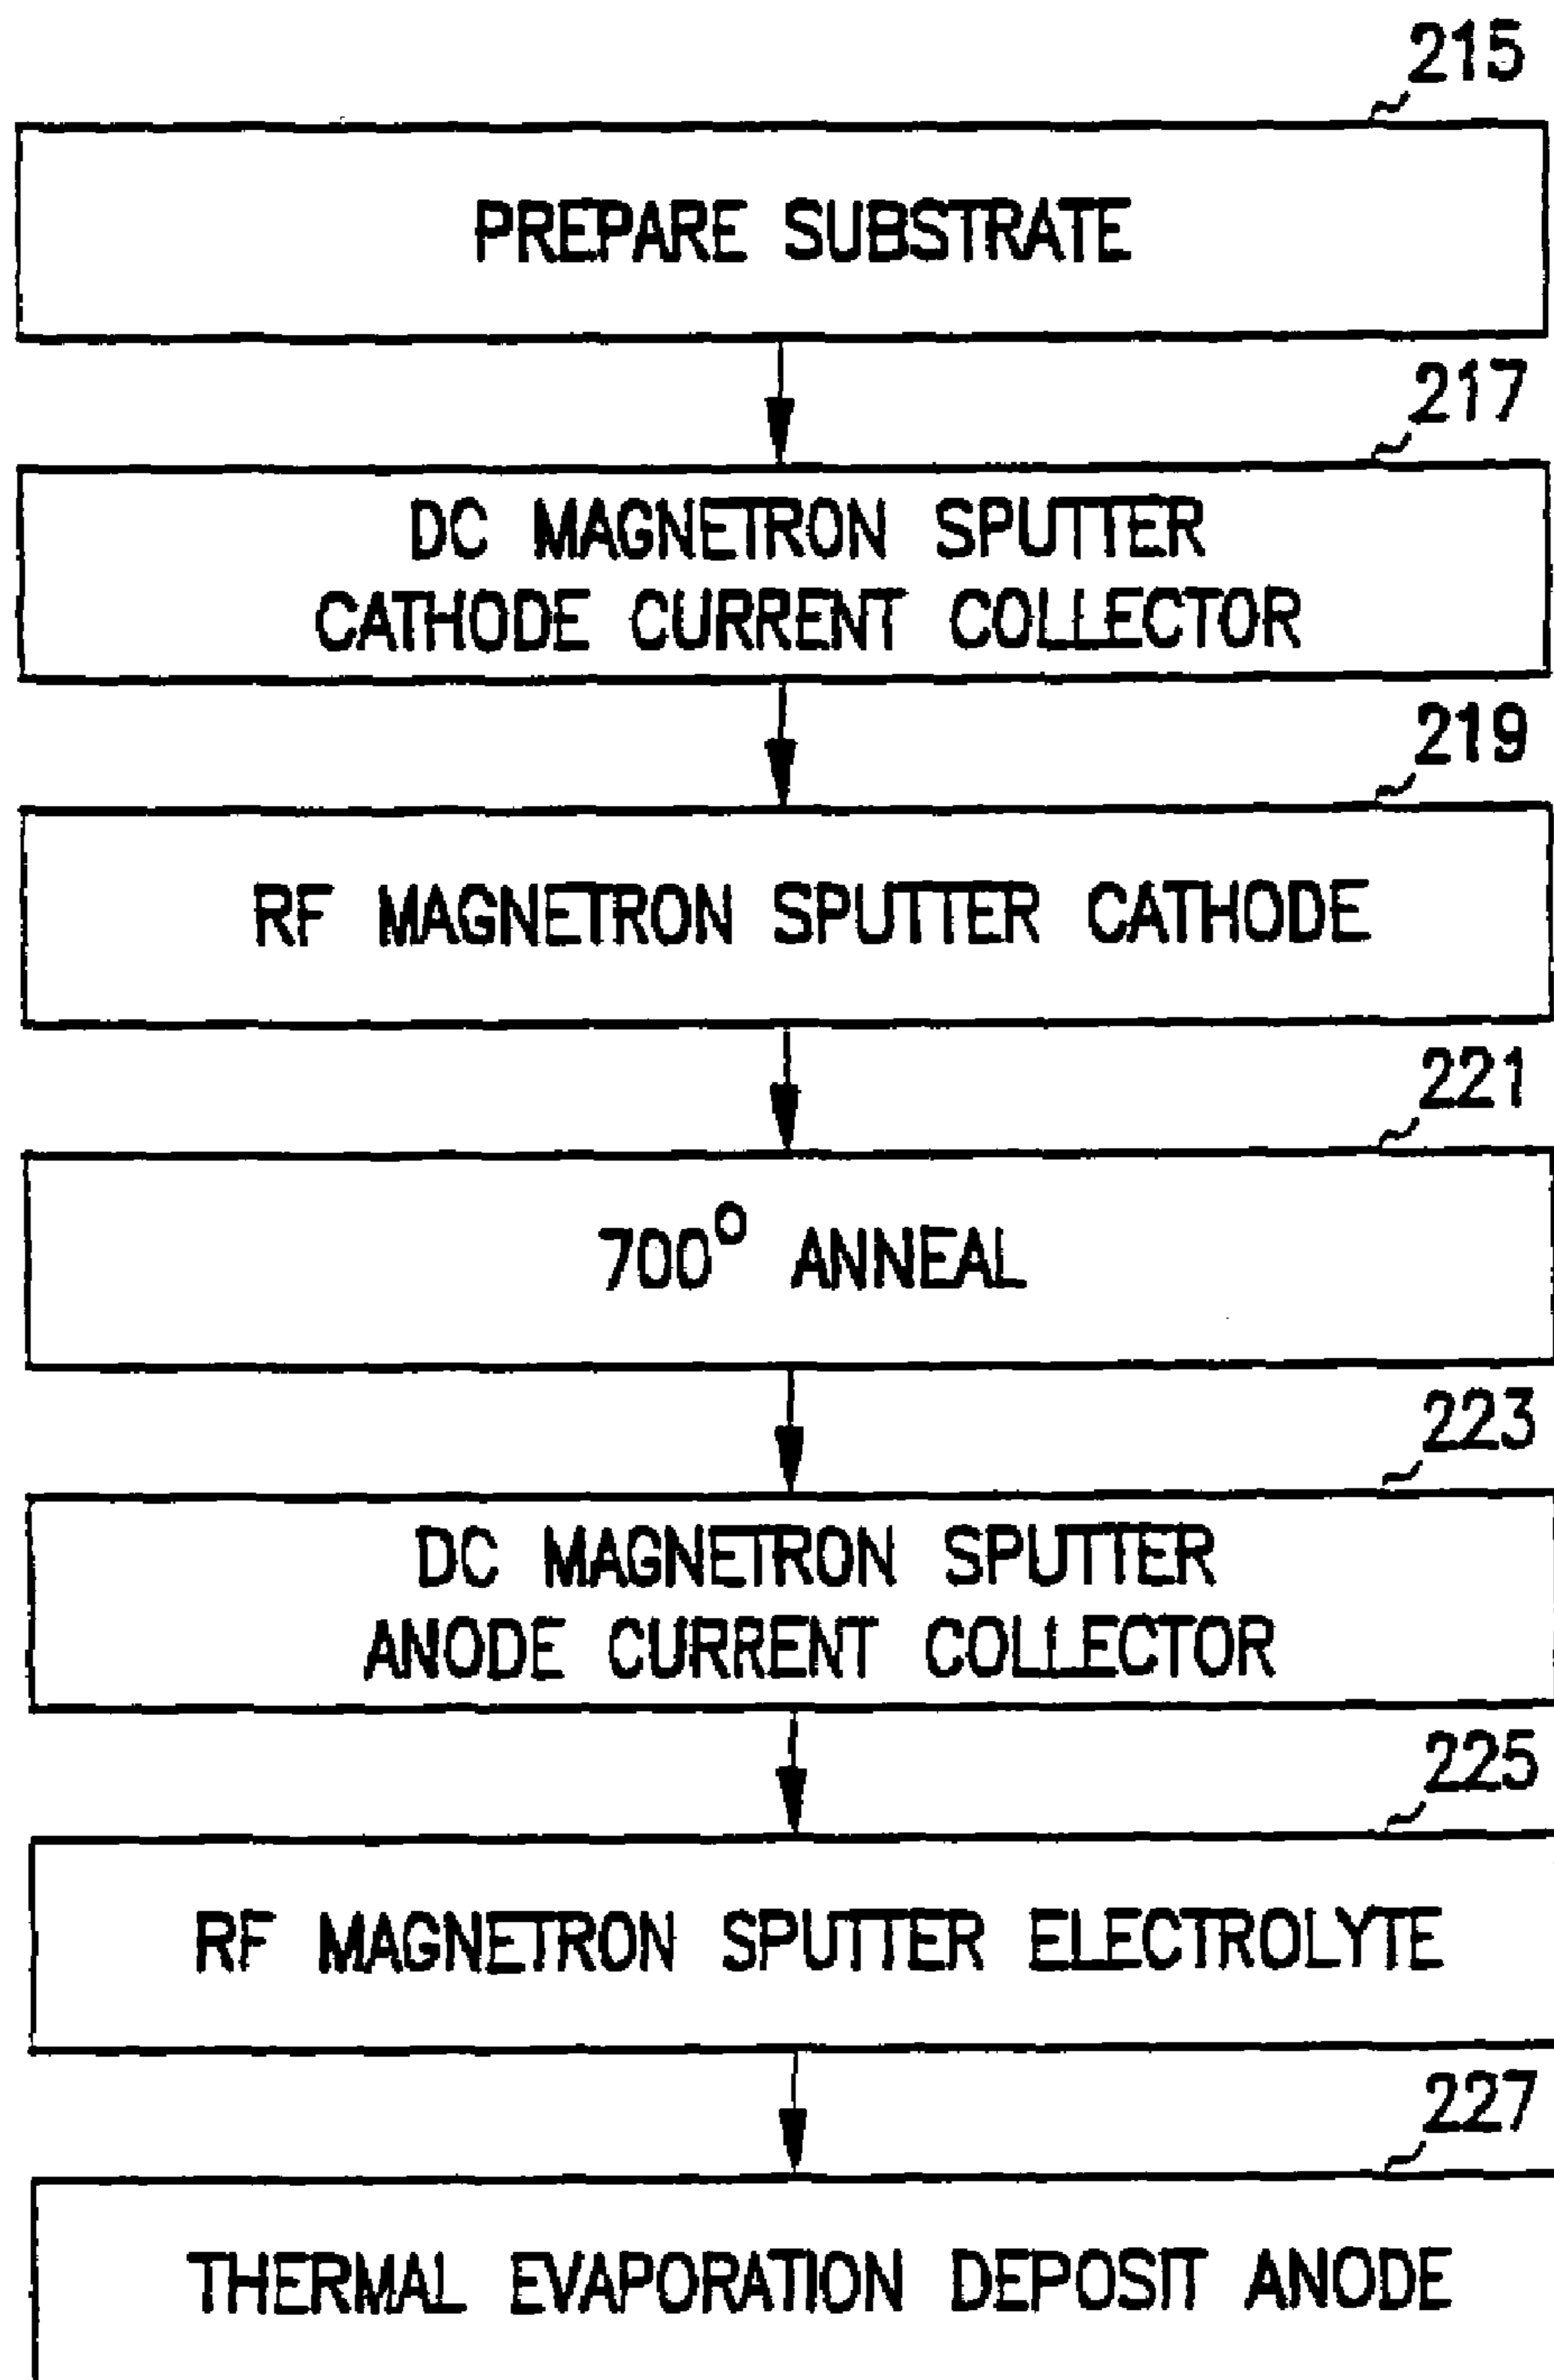 215
PREPARE SUBSTRATE
217
DC MAGNETRON SPUTTER
CATHODE CURRENT COLLECTOR
219
RF MAGNETRON SPUTTER CATHODE
221
700° ANNEAL
223
DC MAGNETRON SPUTTER
ANODE CURRENT COLLECTOR
225
RF MAGNETRON SPUTTER ELECTROLYTE
227
THERMAL EVAPORATION DEPOSIT ANODE